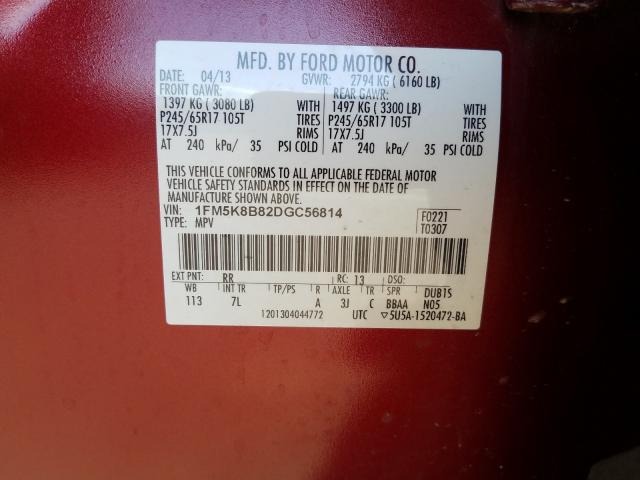 MFD. BY FORD MOTOR CO.
DATE: 04/13 GVWR: 2794 KG ( 6160 LB)
FRONT GAWR: REAR GAWR:
1397 KG ( 3080 LB) WITH 1497 KG ( 3300 LB) WITH
P245/65R17 105T TIRES P245/65R17 105T TIRES
17X7.5J RIMS 17X7.5J RIMS
AT 240 kPa/ 35 PSI COLD AT 240 kPa/ 35 PSI COLD
THIS VEHICLE CONFORMS TO ALL APPLICABLE FEDERAL MOTOR
VEHICLE SAFETY STANDARDS IN EFFECT ON THE DATE OF
MANUFACTURE SHOWN ABOVE.
VIN: 1FM5K8B82DGC56814 F0221
TYPE: MPV T0307
EXT PNT: RR RC: 13 DSO:
WB INT TR TP/PS R AXLE TR SPR DUB1S
113 7L A 3J C BBAA N05
1201304044772 UTC ▽5U5A-1520472-BA